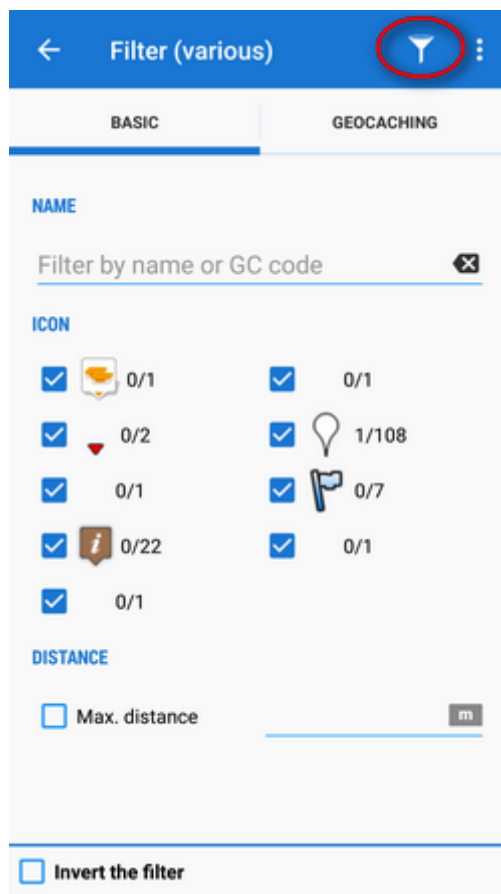 Filter (various)
BASIC GEOCACHING
NAME
Filter by name or GC code
ICON
0/1 0/1
0/2 1/108
0/1 0/7
i 0/22 0/1
0/1
DISTANCE
Max. distance m
Invert the filter